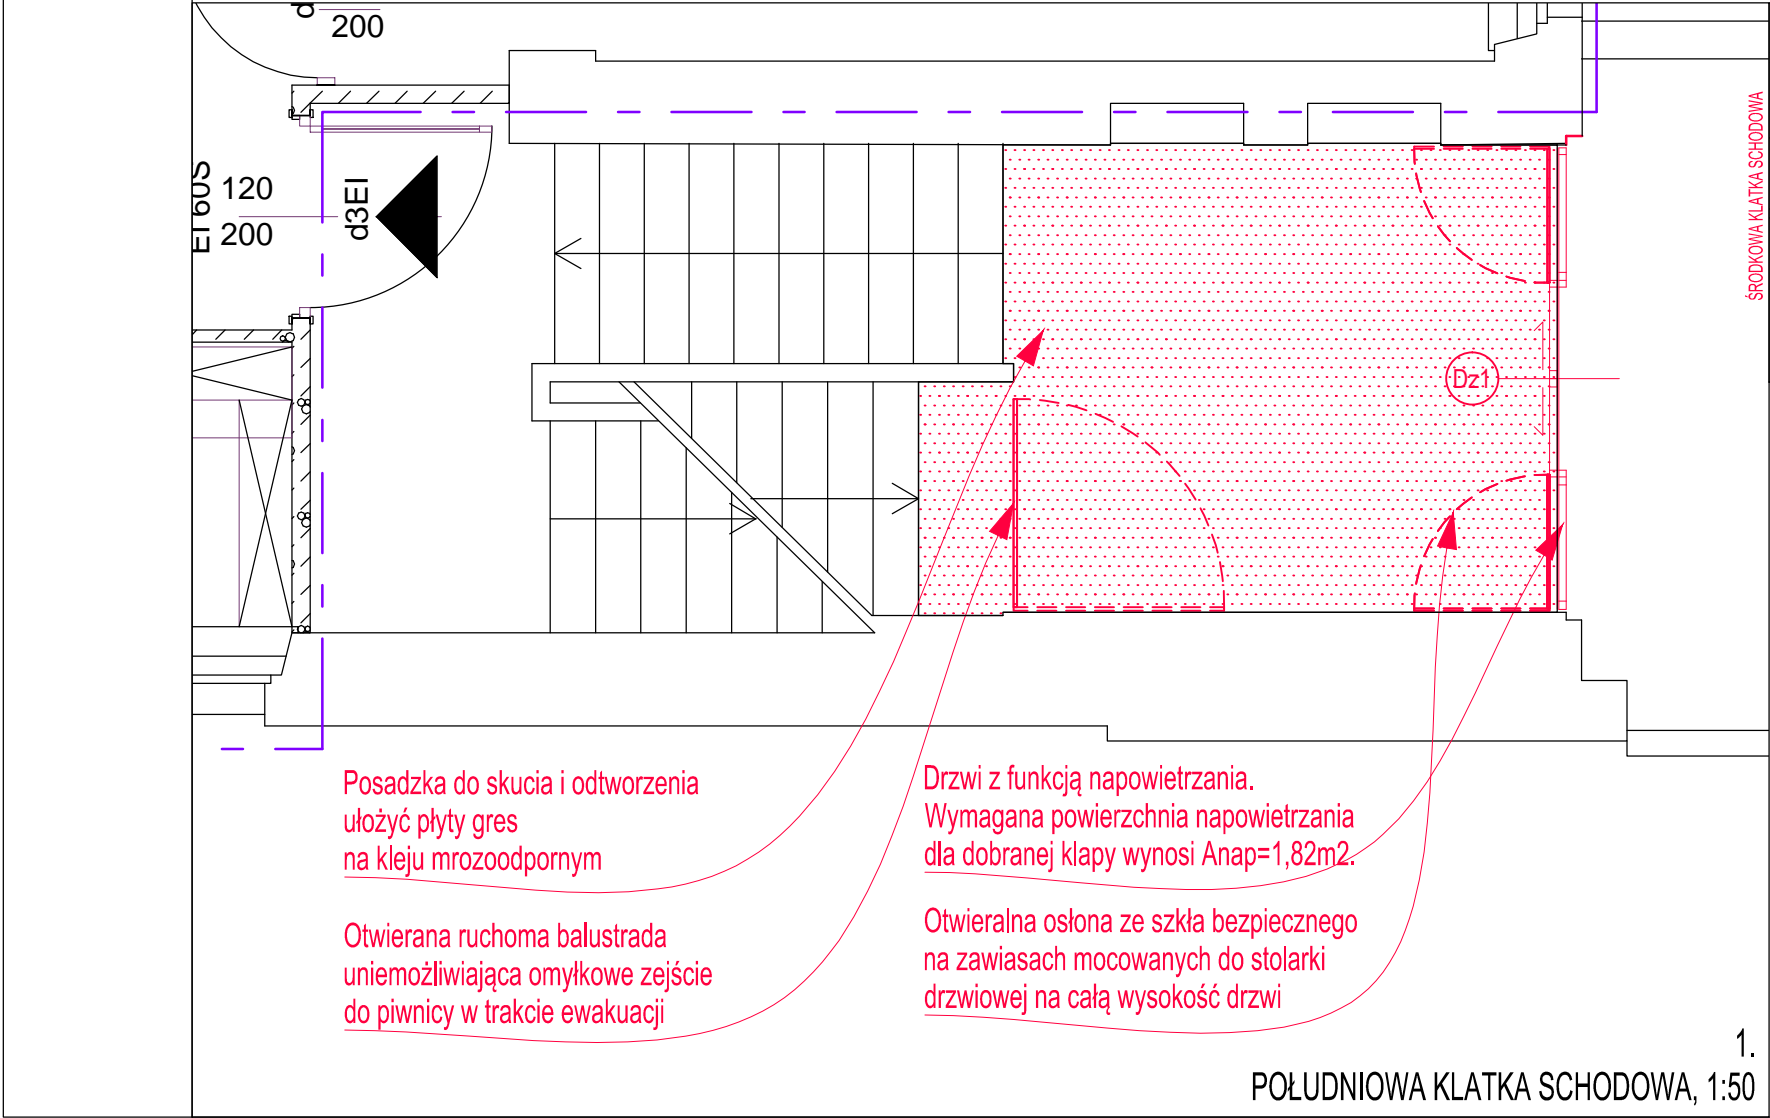 200
EI 60S
120
200
d3EI
Dz1
ŚRODKOWA KLATKA SCHODOWA
Posadzka do skucia i odtworzenia
ułożyć płyty gres
na kleju mrozoodpornym
Otwierana ruchoma balustrada
uniemożliwiająca omyłkowe zejście
do piwnicy w trakcie ewakuacji
Drzwi z funkcją napowietrzania.
Wymagana powierzchnia napowietrzania
dla dobranej klapy wynosi Anap=1,82m2.
Otwieralna osłona ze szkła bezpiecznego
na zawiasach mocowanych do stolarki
drzwiowej na całą wysokość drzwi
1.
POŁUDNIOWA KLATKA SCHODOWA, 1:50